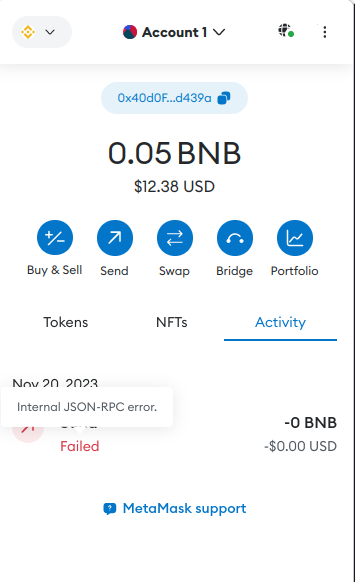 Account 1
0x40d0F...d439a
0.05 BNB
$12.38 USD
Buy & Sell
Send
Swap
Bridge
Portfolio
Tokens
NFTs
Activity
Nov 20, 2023
Internal JSON-RPC error.
-0 BNB
Failed
-$0.00 USD
MetaMask support